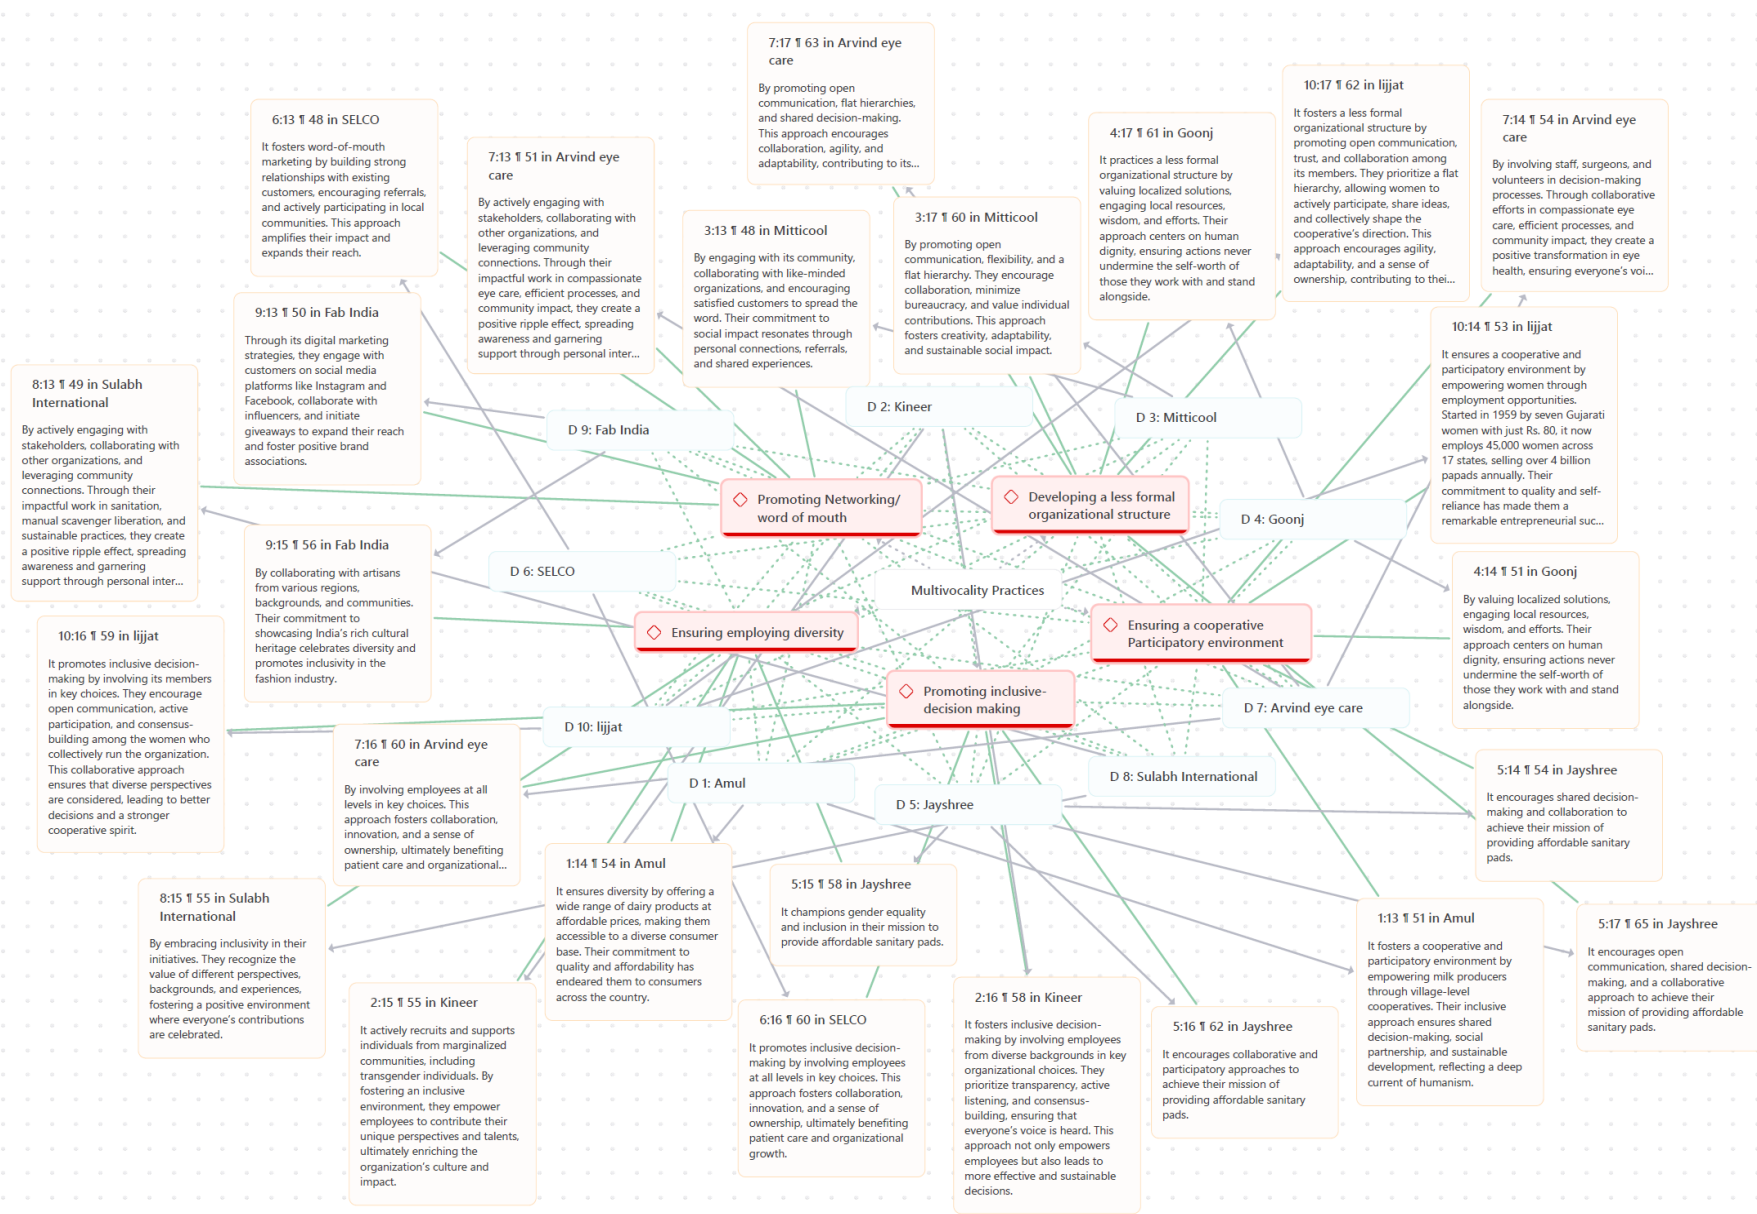 7:17 ¶ 63 in Arvind eye
care
By promoting open
communication, flat hierarchies,
and shared decision-making.
This approach encourages
collaboration, agility, and
adaptability, contributing to its...
10:17 ¶ 62 in lijjat
It fosters a less formal
organizational structure by
promoting open communication,
trust, and collaboration among
its members. They prioritize a flat
hierarchy, allowing women to
actively participate, share ideas,
and collectively shape the
cooperative's direction. This
approach encourages agility,
adaptability, and a sense of
ownership, contributing to thei...
6:13 ¶ 48 in SELCO
It fosters word-of-mouth
marketing by building strong
relationships with existing
customers, encouraging referrals,
and actively participating in local
communities. This approach
amplifies their impact and
expands their reach.
7:13 ¶ 51 in Arvind eye
care
By actively engaging with
stakeholders, collaborating with
other organizations, and
leveraging community
connections. Through their
impactful work in compassionate
eye care, efficient processes, and
community impact, they create a
positive ripple effect, spreading
awareness and garnering
support through personal inter...
4:17 ¶ 61 in Goonj
It practices a less formal
organizational structure by
valuing localized solutions,
engaging local resources,
wisdom, and efforts. Their
approach centers on human
dignity, ensuring actions never
undermine the self-worth of
those they work with and stand
alongside.
7:14 ¶ 54 in Arvind eye
care
By involving staff, surgeons, and
volunteers in decision-making
processes. Through collaborative
efforts in compassionate eye
care, efficient processes, and
community impact, they create a
positive transformation in eye
health, ensuring everyone's voi...
3:13 ¶ 48 in Mitticool
By engaging with its community,
collaborating with like-minded
organizations, and encouraging
satisfied customers to spread the
word. Their commitment to
social impact resonates through
personal connections, referrals,
and shared experiences.
3:17 ¶ 60 in Mitticool
By promoting open
communication, flexibility, and a
flat hierarchy. They encourage
collaboration, minimize
bureaucracy, and value individual
contributions. This approach
fosters creativity, adaptability,
and sustainable social impact.
9:13 ¶ 50 in Fab India
Through its digital marketing
strategies, they engage with
customers on social media
platforms like Instagram and
Facebook, collaborate with
influencers, and initiate
giveaways to expand their reach
and foster positive brand
associations.
10:14 ¶ 53 in lijjat
It ensures a cooperative and
participatory environment by
empowering women through
employment opportunities.
Started in 1959 by seven Gujarati
women with just Rs. 80, it now
employs 45,000 women across
17 states, selling over 4 billion
papads annually. Their
commitment to quality and self-
reliance has made them a
remarkable entrepreneurial suc...
8:13 ¶ 49 in Sulabh
International
By actively engaging with
stakeholders, collaborating with
other organizations, and
leveraging community
connections. Through their
impactful work in sanitation,
manual scavenger liberation, and
sustainable practices, they create
a positive ripple effect, spreading
awareness and garnering
support through personal inter...
D 9: Fab India
D 2: Kineer
D 3: Mitticool
Promoting Networking/
word of mouth
Developing a less formal
organizational structure
D 4: Goonj
9:15 ¶ 56 in Fab India
By collaborating with artisans
from various regions,
backgrounds, and communities.
Their commitment to
showcasing India's rich cultural
heritage celebrates diversity and
promotes inclusivity in the
fashion industry.
D 6: SELCO
Multivocality Practices
4:14 ¶ 51 in Goonj
By valuing localized solutions,
engaging local resources,
wisdom, and efforts. Their
approach centers on human
dignity, ensuring actions never
undermine the self-worth of
those they work with and stand
alongside.
Ensuring employing diversity
Ensuring a cooperative
Participatory environment
10:16 ¶ 59 in lijjat
It promotes inclusive decision-
making by involving its members
in key choices. They encourage
open communication, active
participation, and consensus-
building among the women who
collectively run the organization.
This collaborative approach
ensures that diverse perspectives
are considered, leading to better
decisions and a stronger
cooperative spirit.
Promoting inclusive-
decision making
D 10: lijjat
D 7: Arvind eye care
7:16 ¶ 60 in Arvind eye
care
By involving employees at all
levels in key choices. This
approach fosters collaboration,
innovation, and a sense of
ownership, ultimately benefiting
patient care and organizational...
D 1: Amul
D 5: Jayshree
D 8: Sulabh International
5:14 ¶ 54 in Jayshree
It encourages shared decision-
making and collaboration to
achieve their mission of
providing affordable sanitary
pads.
8:15 ¶ 55 in Sulabh
International
By embracing inclusivity in their
initiatives. They recognize the
value of different perspectives,
backgrounds, and experiences,
fostering a positive environment
where everyone's contributions
are celebrated.
1:14 ¶ 54 in Amul
It ensures diversity by offering a
wide range of dairy products at
affordable prices, making them
accessible to a diverse consumer
base. Their commitment to
quality and affordability has
endeared them to consumers
across the country.
5:15 ¶ 58 in Jayshree
It champions gender equality
and inclusion in their mission to
provide affordable sanitary pads.
1:13 ¶ 51 in Amul
It fosters a cooperative and
participatory environment by
empowering milk producers
through village-level
cooperatives. Their inclusive
approach ensures shared
decision-making, social
partnership, and sustainable
development, reflecting a deep
current of humanism.
5:17 ¶ 65 in Jayshree
It encourages open
communication, shared decision-
making, and a collaborative
approach to achieve their
mission of providing affordable
sanitary pads.
2:15 ¶ 55 in Kineer
It actively recruits and supports
individuals from marginalized
communities, including
transgender individuals. By
fostering an inclusive
environment, they empower
employees to contribute their
unique perspectives and talents,
ultimately enriching the
organization's culture and
impact.
6:16 ¶ 60 in SELCO
It promotes inclusive decision-
making by involving employees
at all levels in key choices. This
approach fosters collaboration,
innovation, and a sense of
ownership, ultimately benefiting
patient care and organizational
growth.
2:16 ¶ 58 in Kineer
It fosters inclusive decision-
making by involving employees
from diverse backgrounds in key
organizational choices. They
prioritize transparency, active
listening, and consensus-
building, ensuring that
everyone's voice is heard. This
approach not only empowers
employees but also leads to
more effective and sustainable
decisions.
5:16 ¶ 62 in Jayshree
It encourages collaborative and
participatory approaches to
achieve their mission of
providing affordable sanitary
pads.